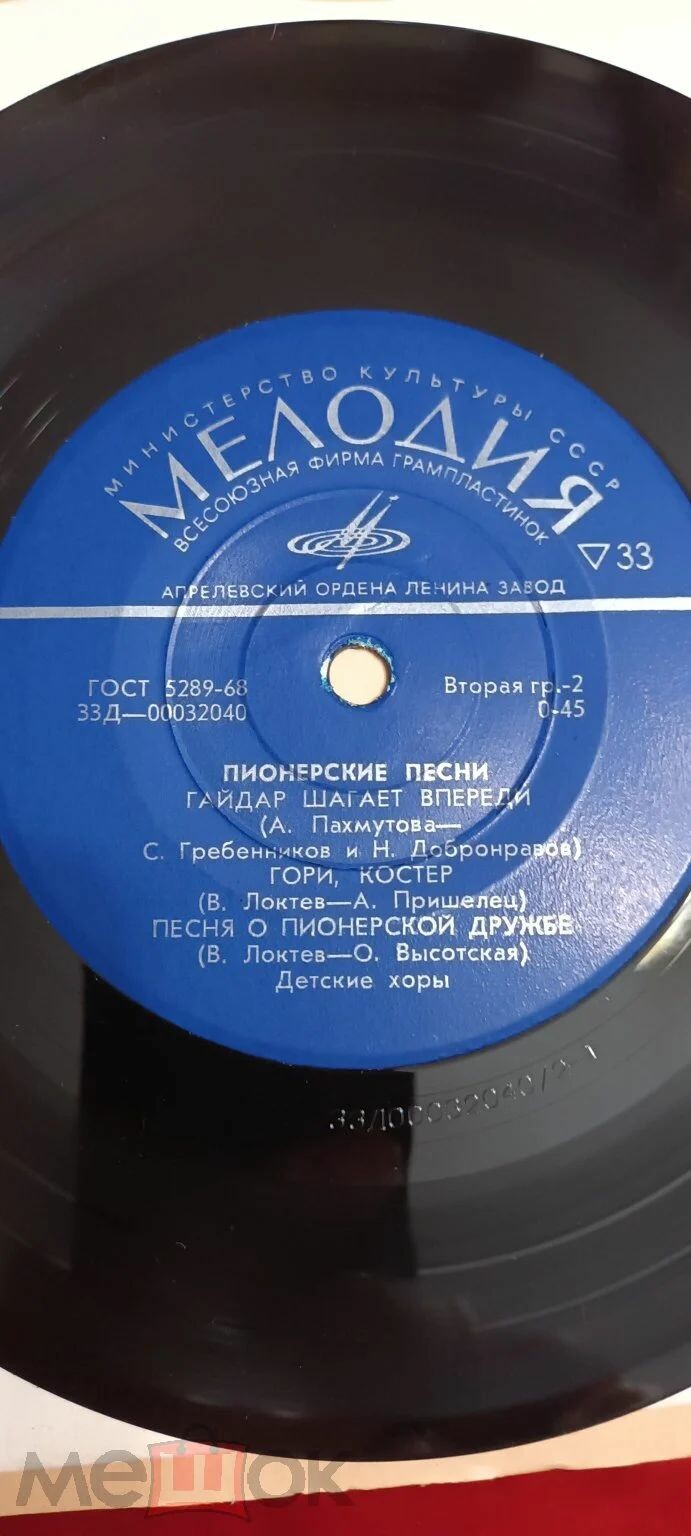 МИНИСТЕРСТВО КУЛЬТУРЫ СССР
МЕЛОДИЯ
ВСЕСОЮЗНАЯ ФИРМА ГРАМПЛАСТИНОК
33
АПРЕЛЕВСКИЙ ОРДЕНА ЛЕНИНА ЗАВОД
ГОСТ 5289-68 Вторая гр.-2
33Д—00032040 0-45
ПИОНЕРСКИЕ ПЕСНИ
ГАЙДАР ШАГАЕТ ВПЕРЕДИ
(А. Пахмутова—
С. Гребенников и Н. Добронравов)
ГОРИ, КОСТЕР
(В. Локтев—А. Пришелец)
ПЕСНЯ О ПИОНЕРСКОЙ ДРУЖБЕ
(В. Локтев—О. Высотская)
Детские хоры
33Д00032040/2-1
мешок